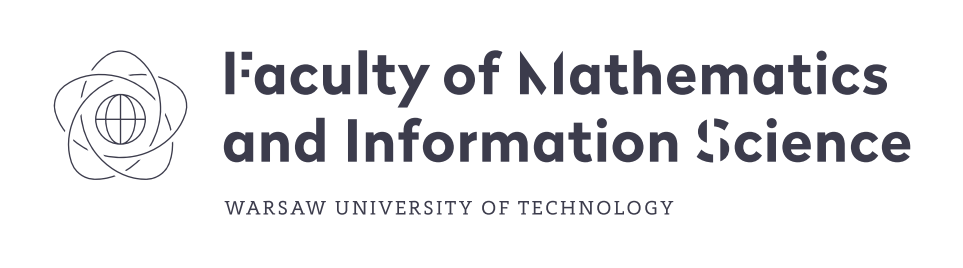 Faculty of Mathematics
and Information Science
WARSAW UNIVERSITY OF TECHNOLOGY